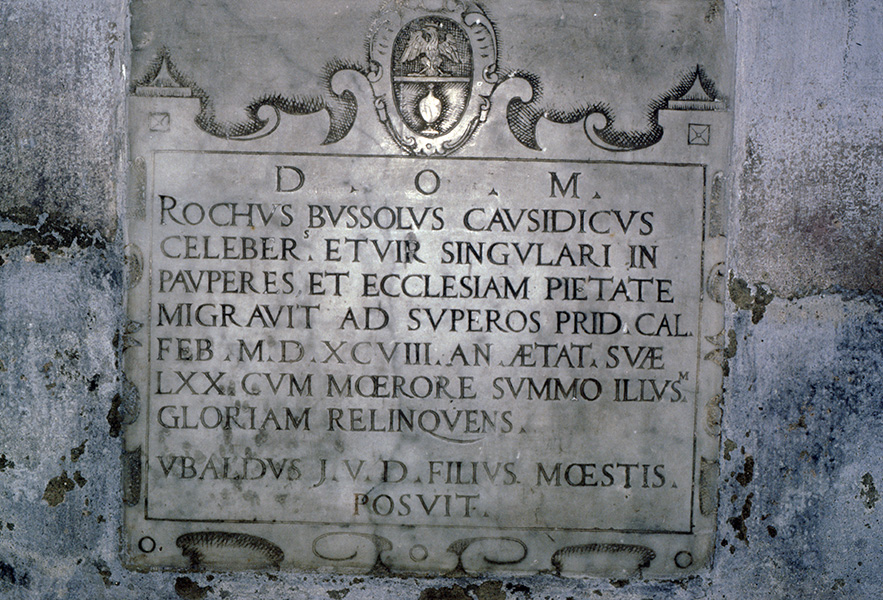 D . O . M .
ROCHVS BVSSOLVS CAVSIDICVS
CELEBERˢ. ET VIR SINGVLARI IN
PAVPERES. ET ECCLESIAM PIETATE
MIGRAVIT AD SVPEROS PRID. CAL.
FEB. M.D.XCVIII. AN. ÆTAT. SVÆ
LXX. CVM MŒRORE SVMMO ILLIVSᴹ
GLORIAM RELINQVENS.
VBALDVS J. V. D. FILIVS. MŒSTIS.
POSVIT.